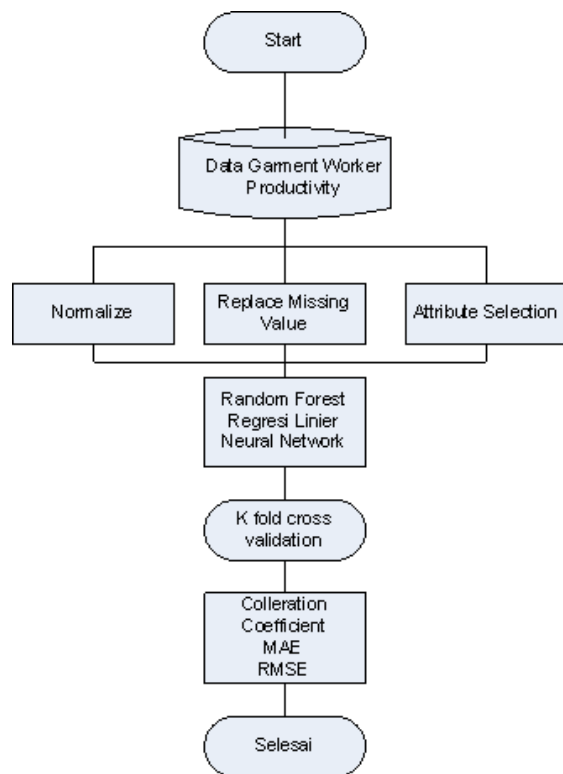 Start
Data Garment Worker
Productivity
Normalize
Replace Missing
Value
Attribute Selection
Random Forest
Regresi Linier
Neural Network
K fold cross
validation
Colleration
Coefficient
MAE
RMSE
Selesai